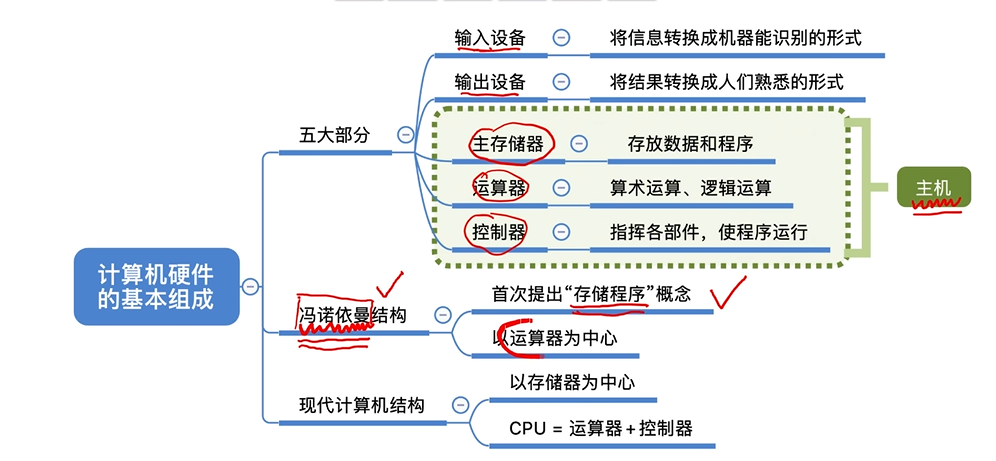 输入设备
将信息转换成机器能识别的形式
输出设备
将结果转换成人们熟悉的形式
五大部分
主存储器
存放数据和程序
运算器
算术运算、逻辑运算
主机
控制器
指挥各部件，使程序运行
计算机硬件
的基本组成
首次提出“存储程序”概念
冯诺依曼结构
以运算器为中心
以存储器为中心
现代计算机结构
CPU = 运算器+控制器